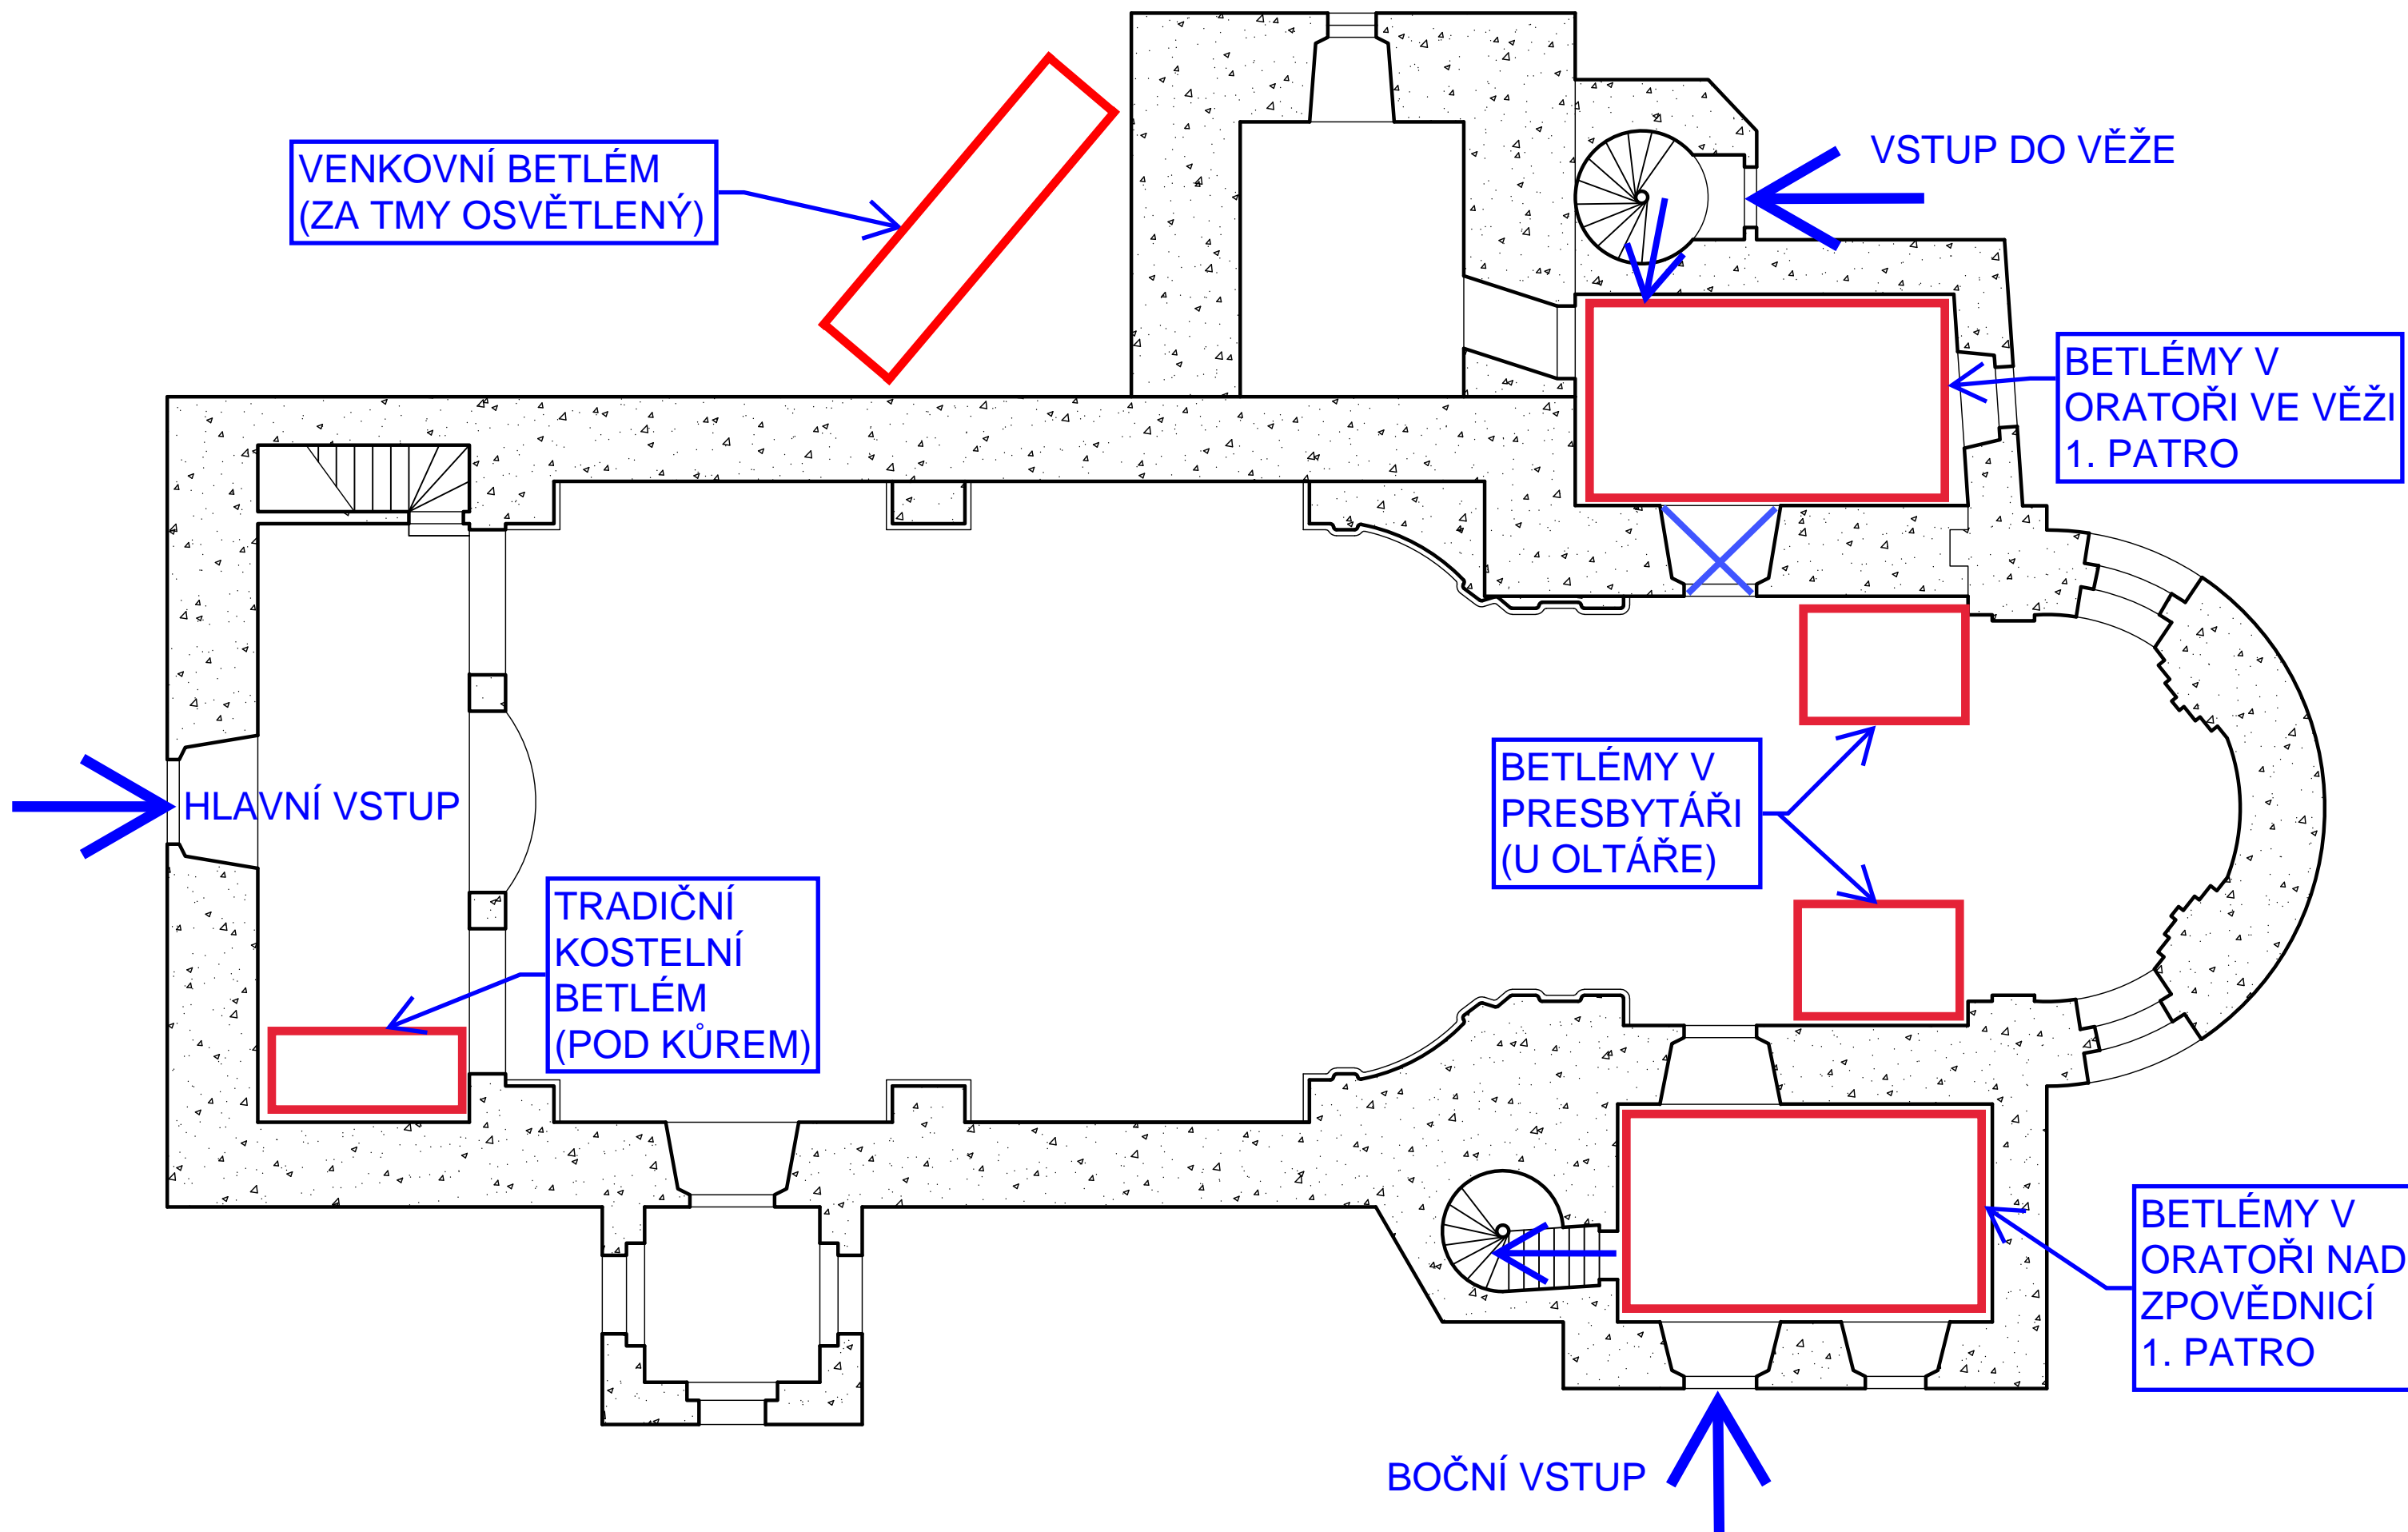 VSTUP DO VĚŽE
VENKOVNÍ BETLÉM
(ZA TMY OSVĚTLENÝ)
BETLÉMY V
ORATOŘI VE VĚŽI
1. PATRO
HLAVNÍ VSTUP
BETLÉMY V
PRESBYTÁŘI
(U OLTÁŘE)
TRADIČNÍ
KOSTELNÍ
BETLÉM
(POD KŮREM)
BETLÉMY V
ORATOŘI NAD
ZPOVĚDNICÍ
1. PATRO
BOČNÍ VSTUP